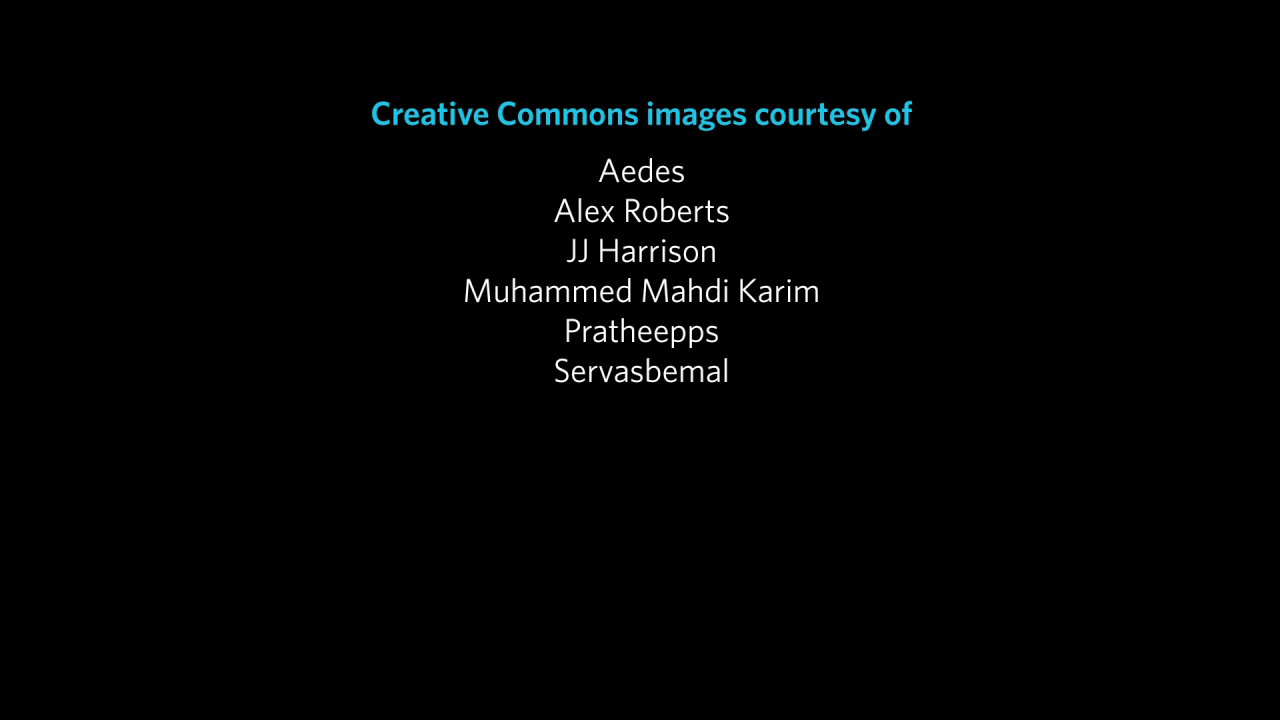 Creative Commons images courtesy of
Aedes
Alex Roberts
JJ Harrison
Muhammed Mahdi Karim
Pratheepps
Servasbemal